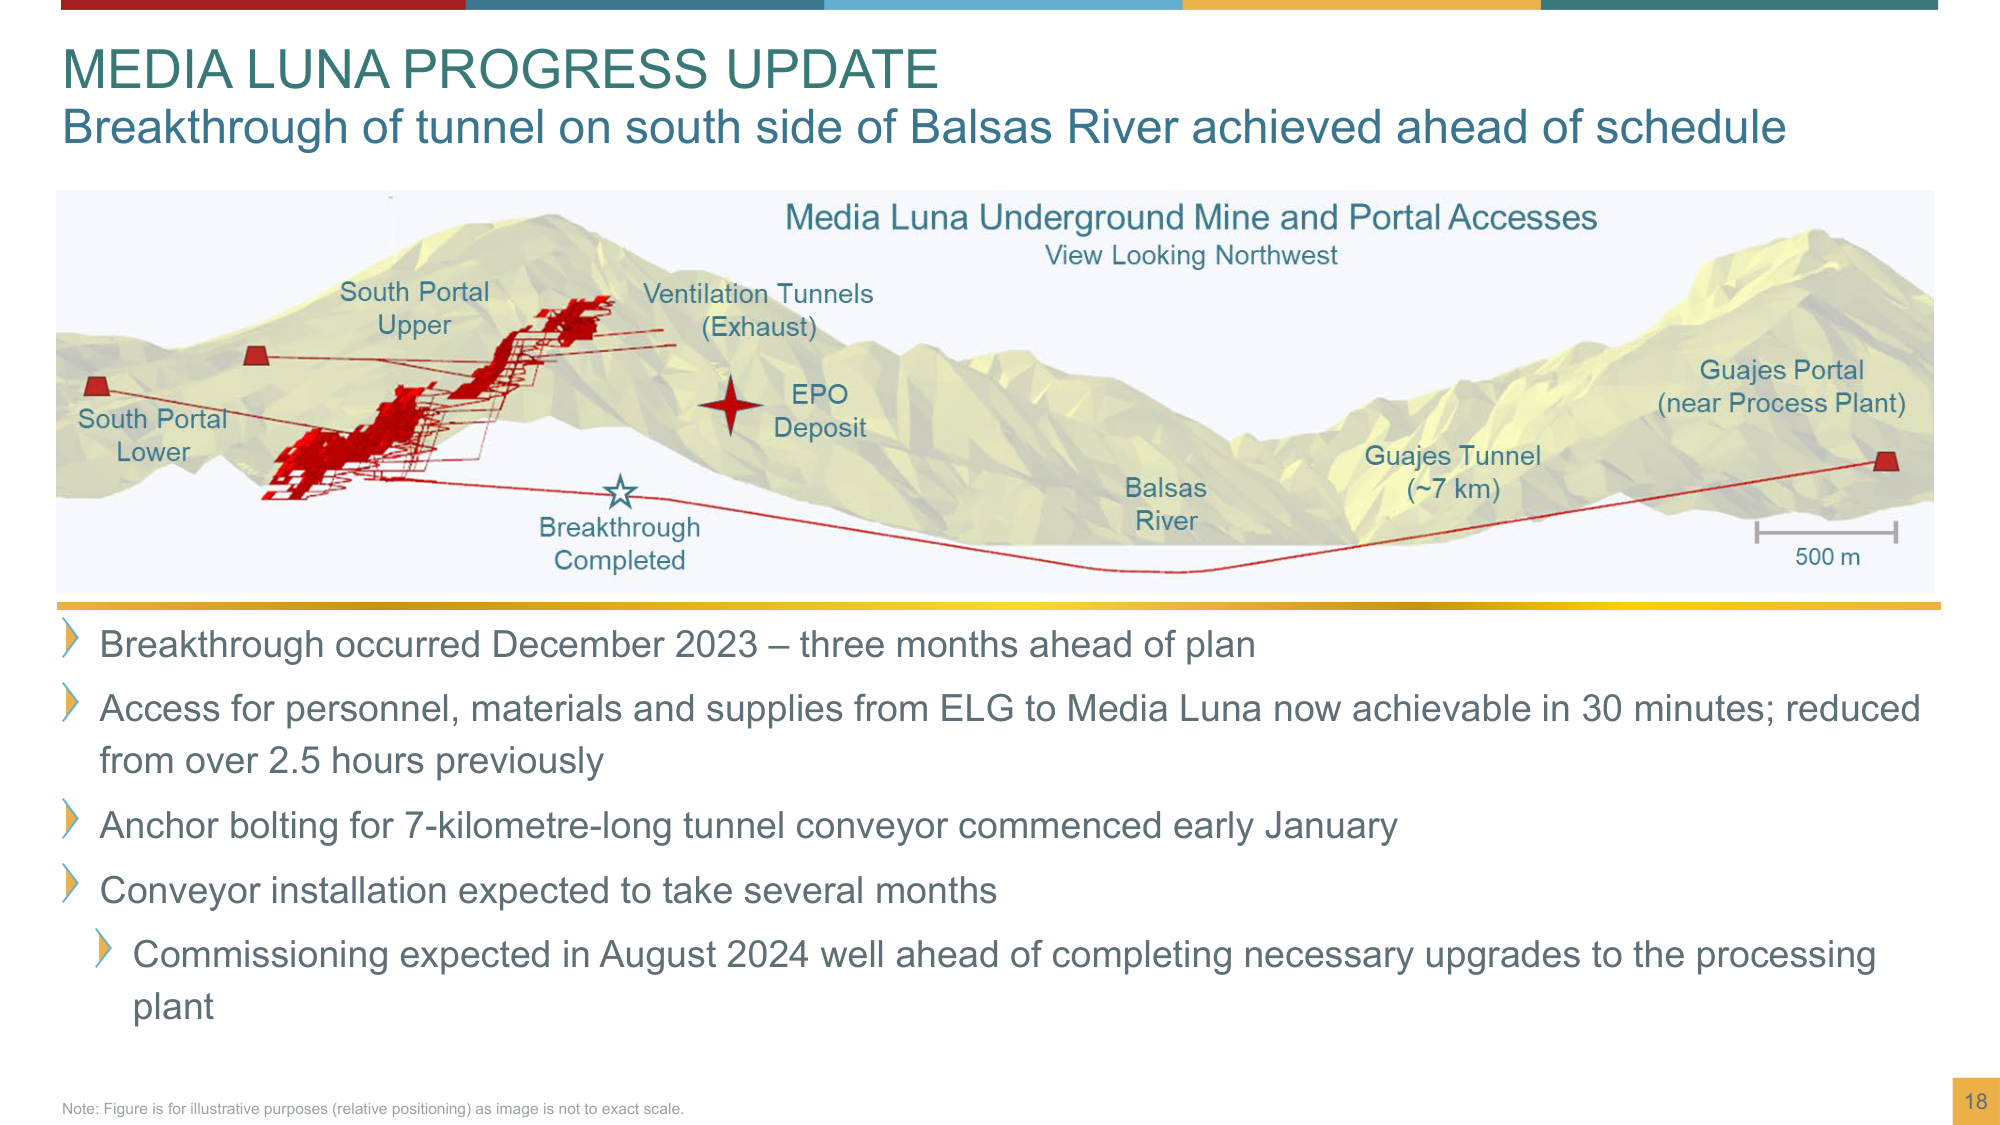 MEDIA LUNA PROGRESS UPDATE
Breakthrough of tunnel on south side of Balsas River achieved ahead of schedule
Media Luna Underground Mine and Portal Accesses
View Looking Northwest
South Portal
Upper
Ventilation Tunnels
(Exhaust)
South Portal
Lower
EPO
Deposit
Breakthrough
Completed
Balsas
River
Guajes Tunnel
(~7 km)
Guajes Portal
(near Process Plant)
500 m
Breakthrough occurred December 2023 – three months ahead of plan
Access for personnel, materials and supplies from ELG to Media Luna now achievable in 30 minutes; reduced
from over 2.5 hours previously
Anchor bolting for 7-kilometre-long tunnel conveyor commenced early January
Conveyor installation expected to take several months
Commissioning expected in August 2024 well ahead of completing necessary upgrades to the processing
plant
Note: Figure is for illustrative purposes (relative positioning) as image is not to exact scale.
18